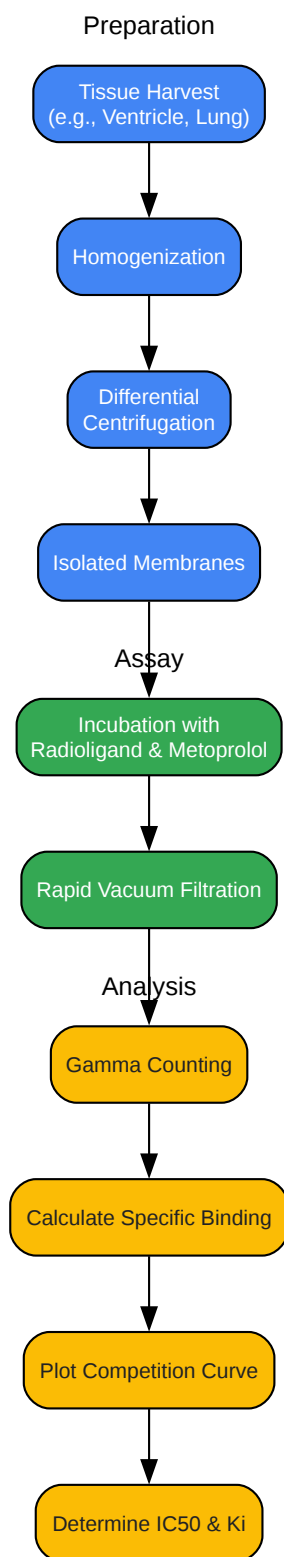 Preparation
Tissue Harvest
(e.g., Ventricle, Lung)
Homogenization
Differential
Centrifugation
Isolated Membranes
Assay
Incubation with
Radioligand & Metoprolol
Rapid Vacuum Filtration
Analysis
Gamma Counting
Calculate Specific Binding
Plot Competition Curve
Determine IC50 & Ki